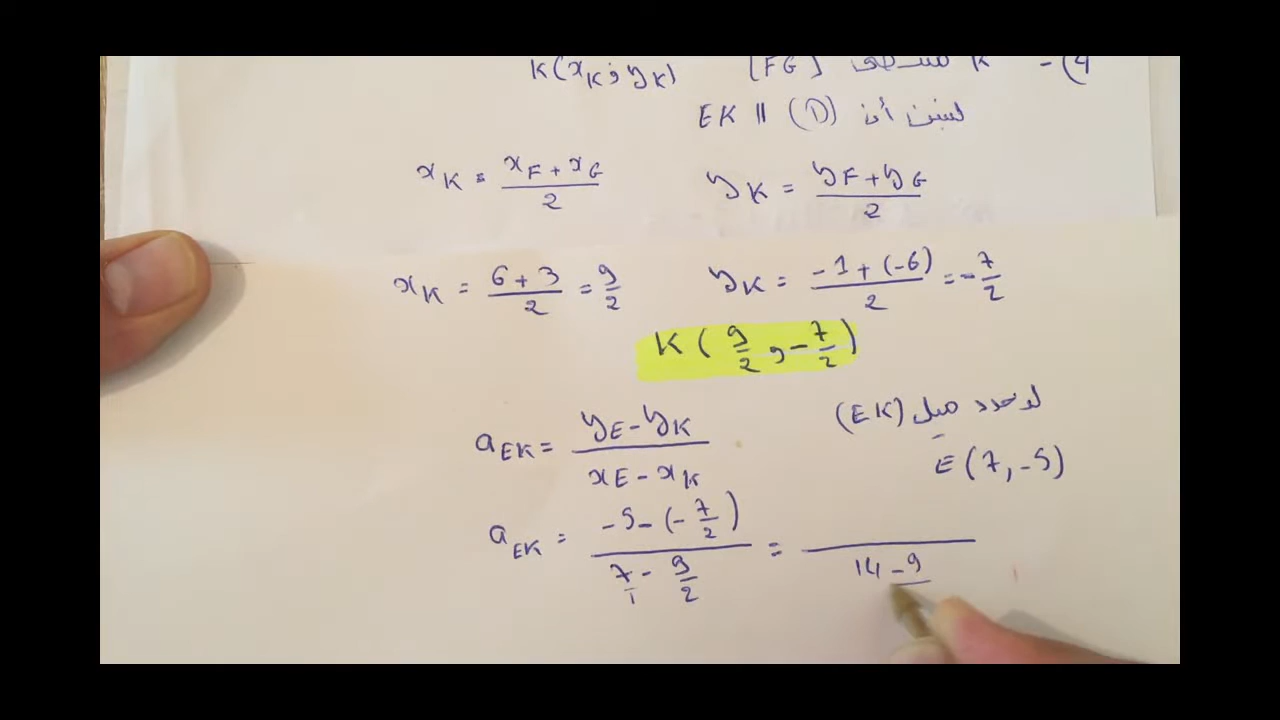 4) - K منتصف [FG] K(xK; yK)
لنبين أن EK ∥ (D)
xK = (xF + xG)/2 yK = (yF + yG)/2
xK = (6 + 3)/2 = 9/2 yK = (-1 + (-6))/2 = -7/2
K(9/2, -7/2)
لنحدد ميل (EK)
aEK = (yE - yK)/(xE - xK) E(7, -5)
aEK = (-5 - (-7/2))/(7/1 - 9/2) = 14 - 9